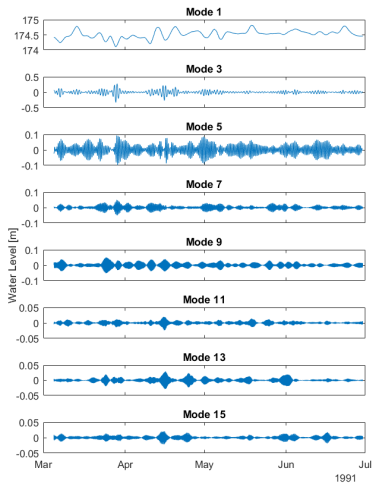 Mode 1
175
174.5
174
Mode 3
0.5
0
-0.5
Mode 5
0.1
0
-0.1
Mode 7
0.1
0
-0.1
Water Level [m]
Mode 9
0.1
0
-0.1
Mode 11
0.05
0
-0.05
Mode 13
0.05
0
-0.05
Mode 15
0.05
0
-0.05
Mar Apr May Jun Jul
1991